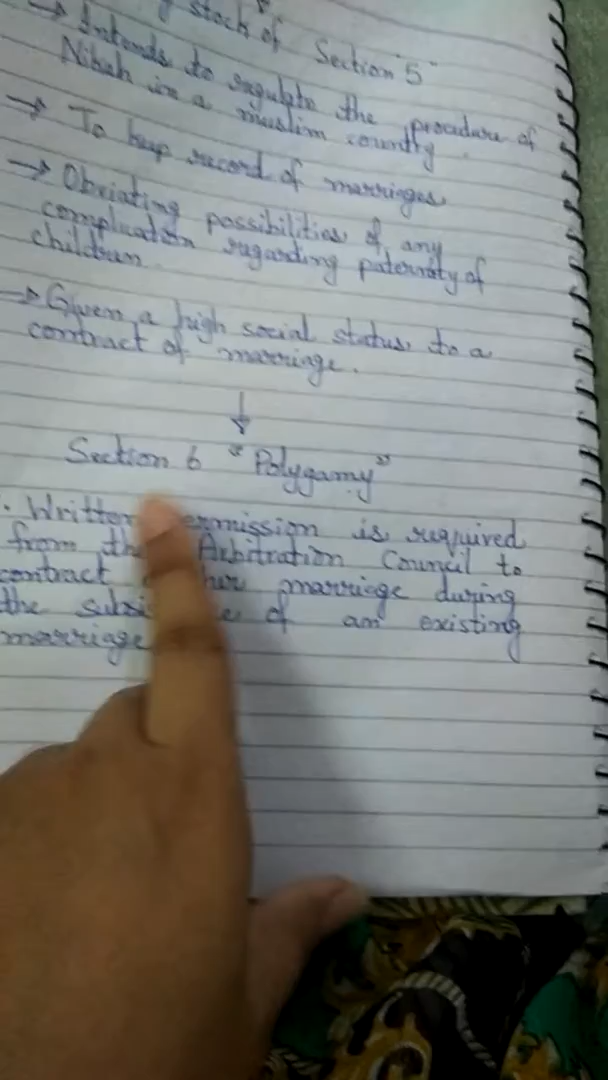 stock of Section "5"
→ Intends to regulate the procedure of
Nikah in a muslim country.
→ To keep record of marriages
→ Obviating possibilities of any
complication regarding paternity of
children.
→ Given a high social status to a
contract of marriage.
↓
Section 6 "Polygamy"
. Written permission is required
from the Arbitration Council to
contract marriage during
the of an existing
marriage